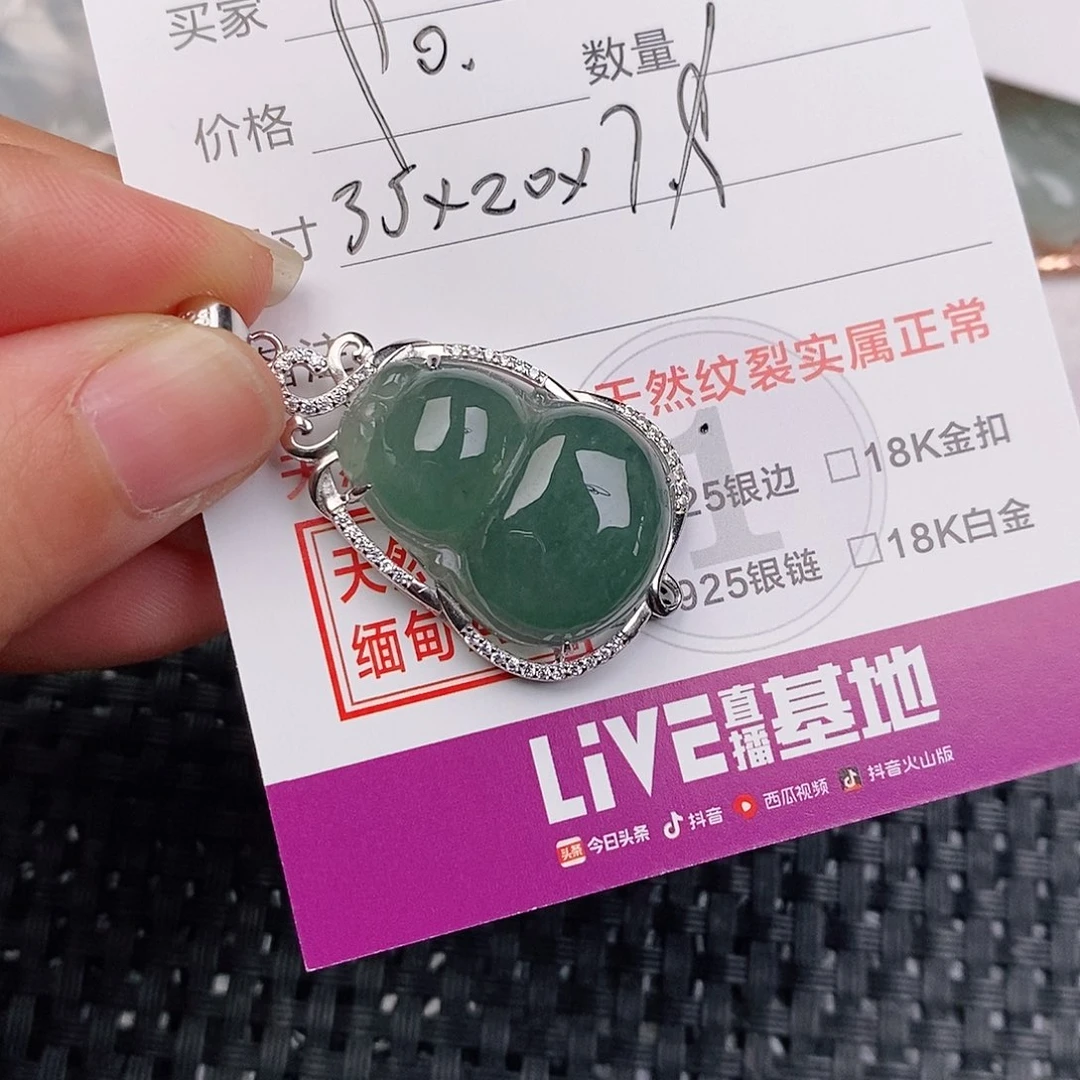 买家
数量
价格
寸 35x20x7.8
天然纹裂实属正常
25银边 □18K金扣
925银链 □18K白金
天然
缅甸
LiVE直播基地
头条 今日头条 抖音 西瓜视频 抖音火山版